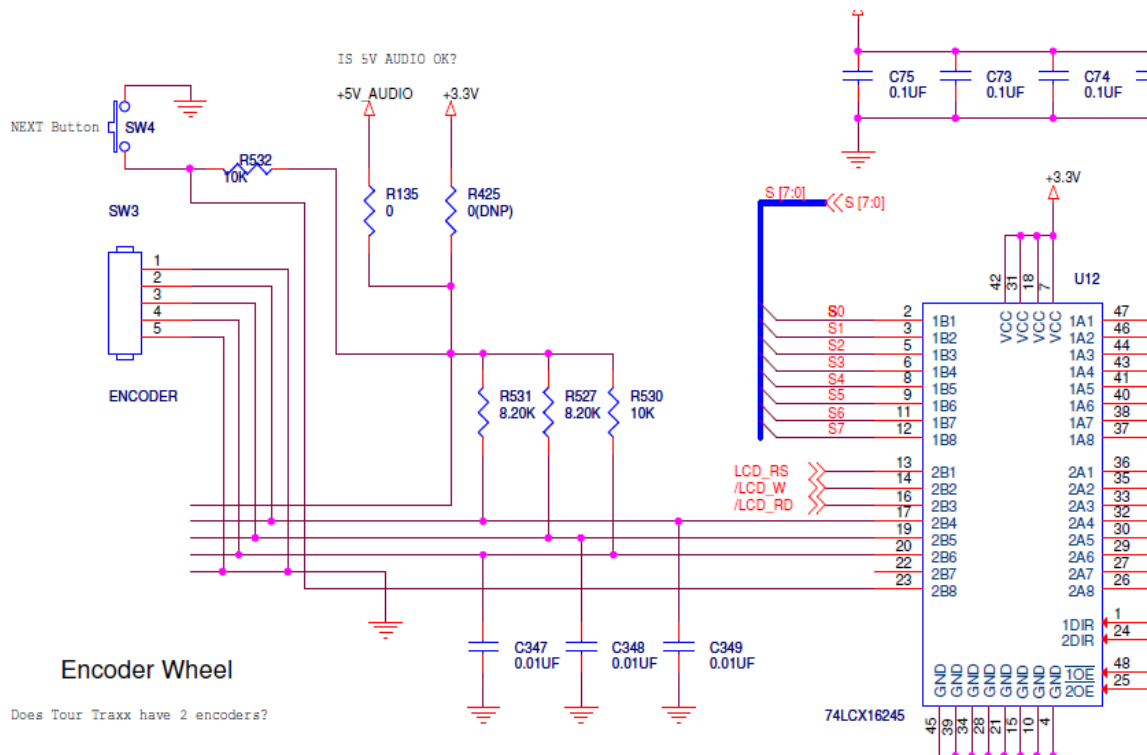 IS 5V AUDIO OK?
+5V_AUDIO
+3.3V
NEXT Button
SW4
R532
10K
R135
0
R425
0(DNP)
SW3
1
2
3
4
5
ENCODER
R531
8.20K
R527
8.20K
R530
10K
C347
0.01UF
C348
0.01UF
C349
0.01UF
Encoder Wheel
Does Tour Traxx have 2 encoders?
C75
0.1UF
C73
0.1UF
C74
0.1UF
+3.3V
S [7:0]
S [7:0]
42
31
18
7
U12
VCC
VCC
VCC
VCC
S0 2 1B1 1A1 47
S1 3 1B2 1A2 46
S2 5 1B3 1A3 44
S3 6 1B4 1A4 43
S4 8 1B5 1A5 41
S5 9 1B6 1A6 40
S6 11 1B7 1A7 38
S7 12 1B8 1A8 37
LCD_RS 13 2B1 2A1 36
/LCD_W 14 2B2 2A2 35
/LCD_RD 16 2B3 2A3 33
17 2B4 2A4 32
19 2B5 2A5 30
20 2B6 2A6 29
22 2B7 2A7 27
23 2B8 2A8 26
1DIR 1
2DIR 24
1OE 48
2OE 25
GND
GND
GND
GND
GND
GND
GND
GND
74LCX16245
45
39
34
28
21
15
10
4